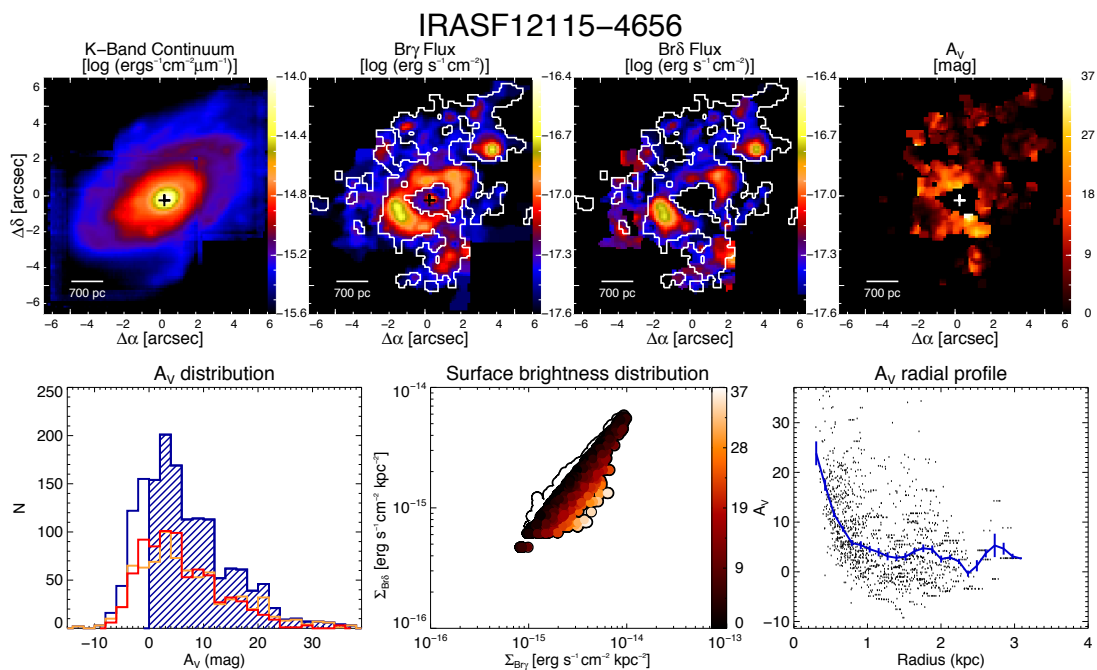 IRASF12115−4656
K-Band Continuum
[log (ergs⁻¹cm⁻²μm⁻¹)]
Brγ Flux
[log (erg s⁻¹cm⁻²)]
Brδ Flux
[log (erg s⁻¹cm⁻²)]
A_V
[mag]
6
4
2
0
−2
−4
−6
Δδ [arcsec]
700 pc
−6 −4 −2 0 2 4 6
Δα [arcsec]
−14.0
−14.4
−14.8
−15.2
−15.6
700 pc
−6 −4 −2 0 2 4 6
Δα [arcsec]
−16.4
−16.7
−17.0
−17.3
−17.6
700 pc
−6 −4 −2 0 2 4 6
Δα [arcsec]
−16.4
−16.7
−17.0
−17.3
−17.6
700 pc
−6 −4 −2 0 2 4 6
Δα [arcsec]
37
27
18
9
0
A_V distribution
250
200
150
100
50
0
N
−10 0 10 20 30
A_V (mag)
Surface brightness distribution
10⁻¹⁴
10⁻¹⁵
10⁻¹⁶
Σ_Brδ [erg s⁻¹cm⁻² kpc⁻²]
10⁻¹⁶ 10⁻¹⁵ 10⁻¹⁴ 10⁻¹³
Σ_Brγ [erg s⁻¹cm⁻² kpc⁻²]
37
28
19
9
0
A_V radial profile
30
20
10
0
−10
A_V
0 1 2 3 4
Radius (kpc)